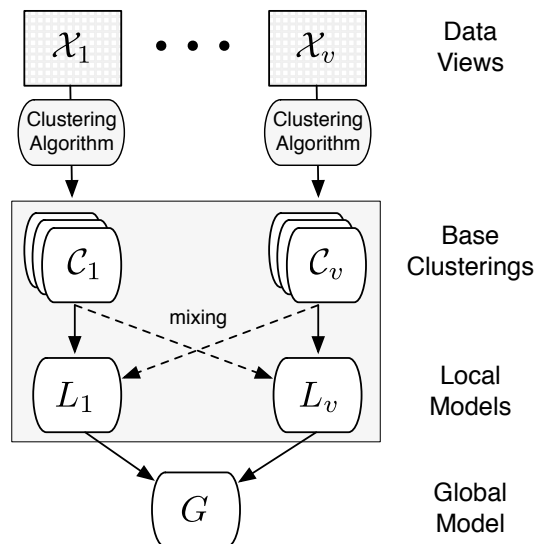 𝒳₁ • • • 𝒳ᵥ
Data
Views
Clustering
Algorithm
Clustering
Algorithm
𝒞₁
𝒞ᵥ
Base
Clusterings
mixing
L₁
Lᵥ
Local
Models
G
Global
Model